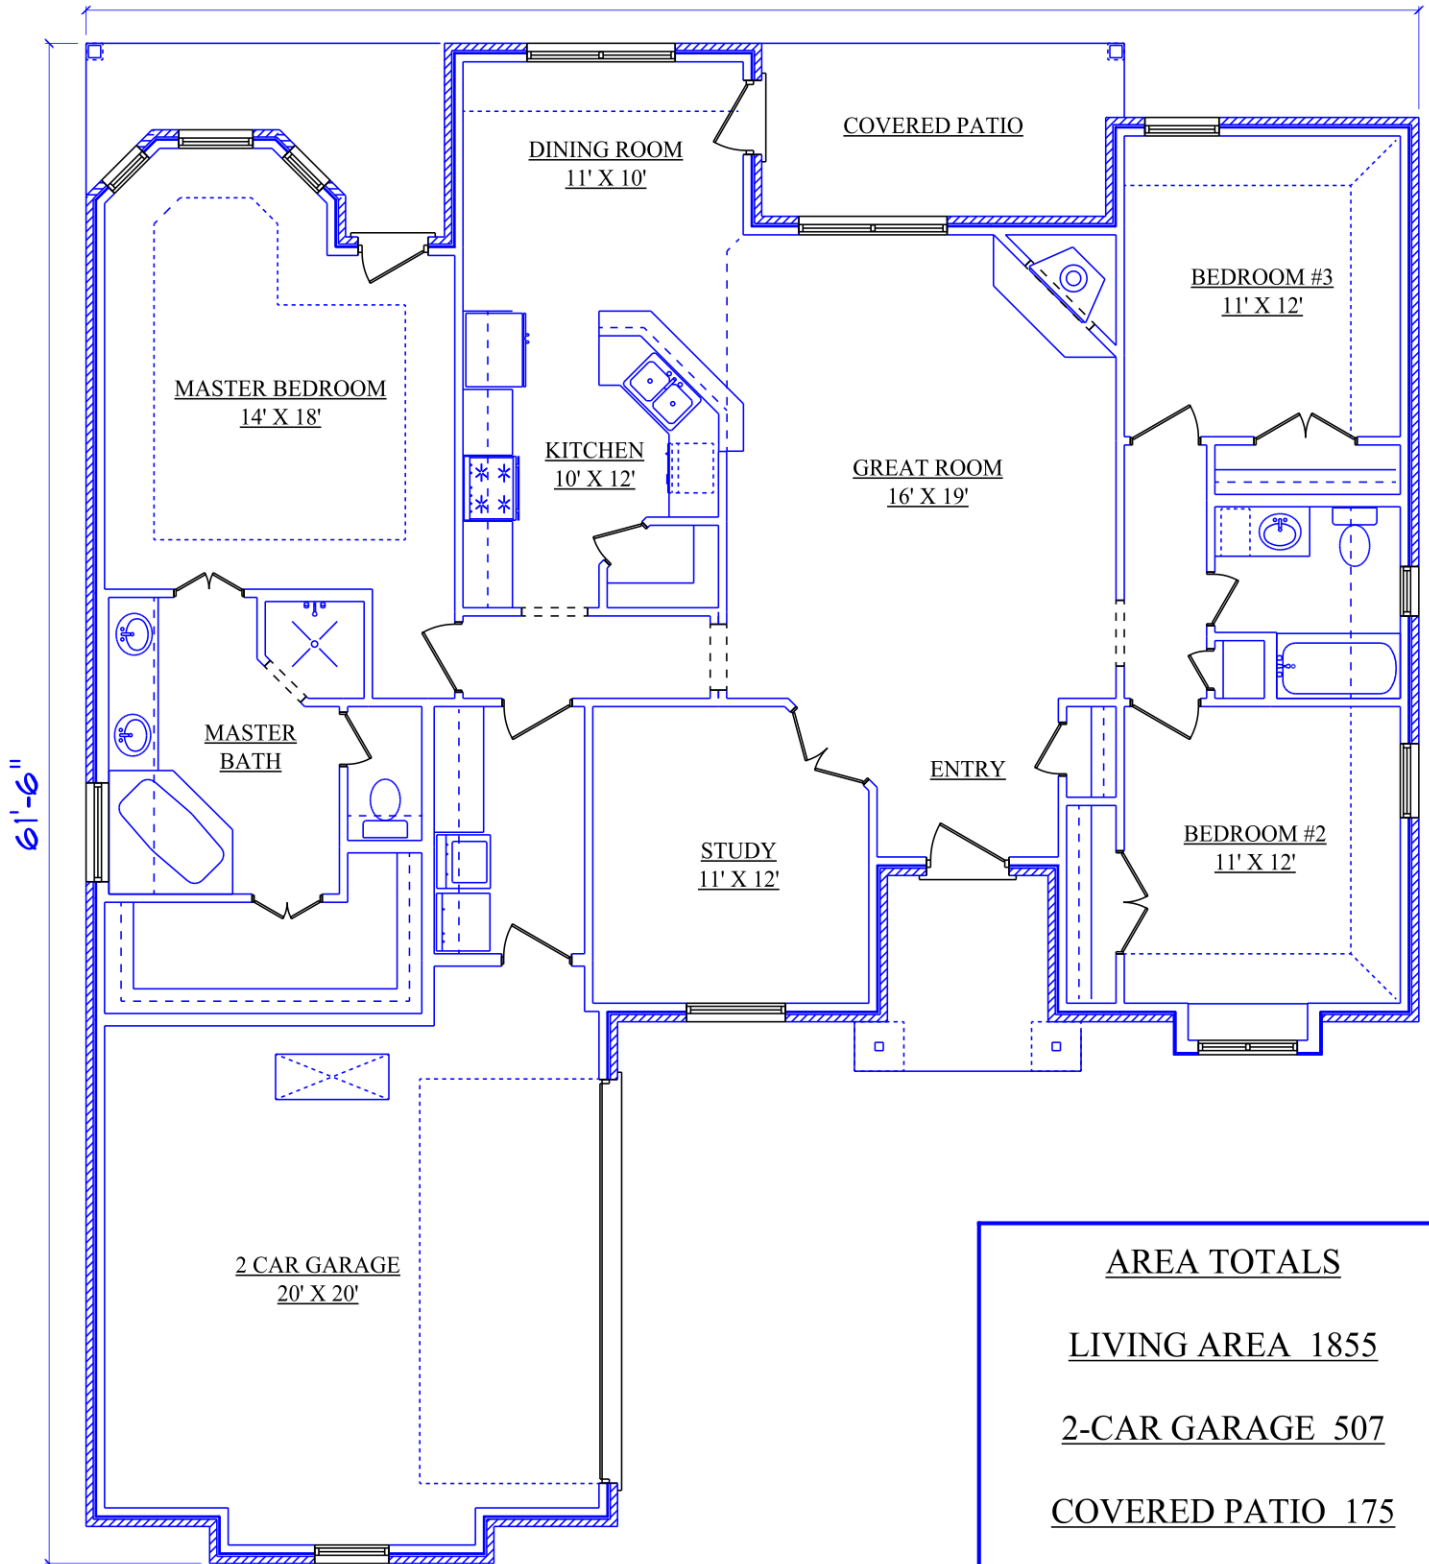 COVERED PATIO
DINING ROOM
11' X 10'
BEDROOM #3
11' X 12'
MASTER BEDROOM
14' X 18'
KITCHEN
10' X 12'
GREAT ROOM
16' X 19'
MASTER
BATH
ENTRY
61'-6"
STUDY
11' X 12'
BEDROOM #2
11' X 12'
2 CAR GARAGE
20' X 20'
AREA TOTALS
LIVING AREA 1855
2-CAR GARAGE 507
COVERED PATIO 175